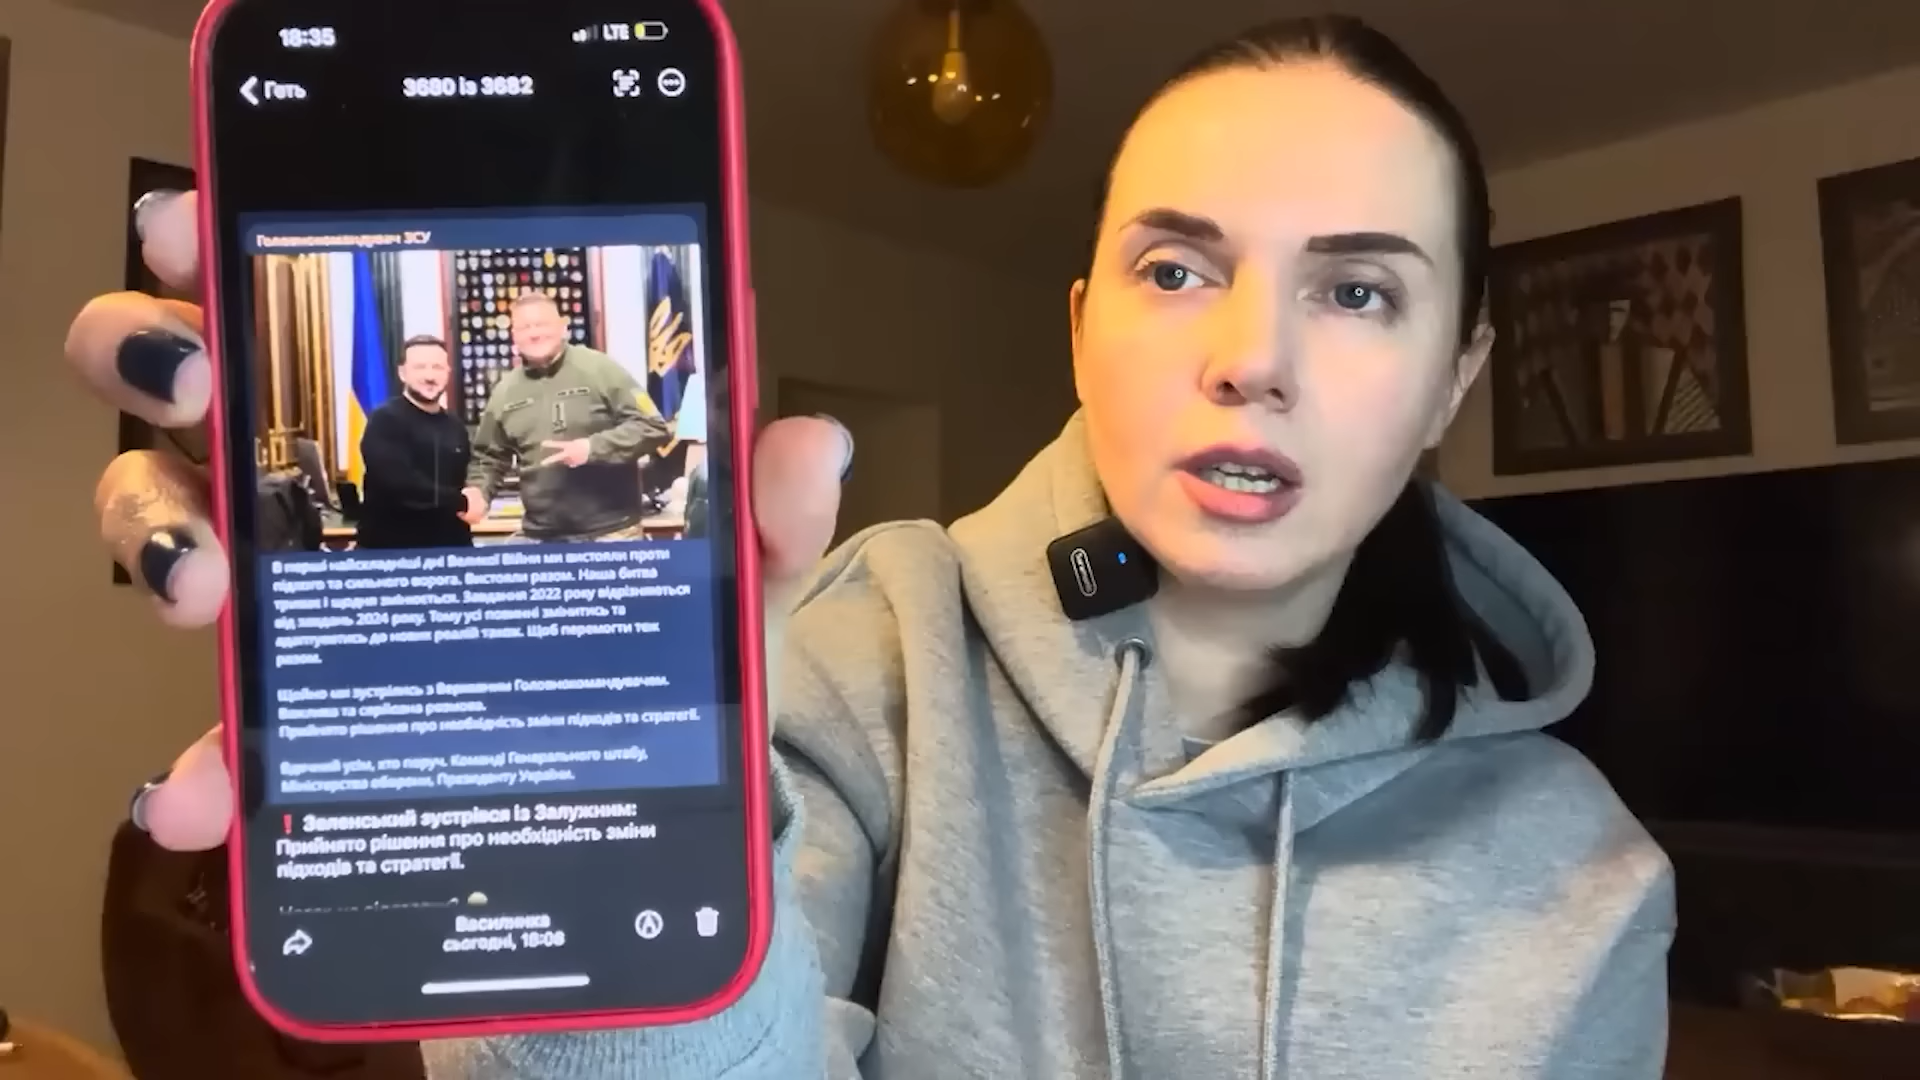 18:35
LTE
Геть
3680 із 3682
Головнокомандувач ЗСУ
В перші найскладніші дні Великої Війни ми вистояли проти
підлого та сильного ворога. Вистояли разом. Наша битва
триває і щодня змінюється. Завдання 2022 року відрізняються
від завдань 2024 року. Тому усі повинні змінитись та
адаптуватись до нових реалій також. Щоб перемогти теж
разом.
Щойно ми зустрілись з Верховним Головнокомандувачем.
Важлива та серйозна розмова.
Прийнято рішення про необхідність зміни підходів та стратегії.
Вдячний усім, хто поруч. Команді Генерального штабу,
Міністерства оборони, Президенту України.
❗ Зеленський зустрівся із Залужним:
Прийнято рішення про необхідність зміни
підходів та стратегії.
Василинка
сьогодні, 18:08